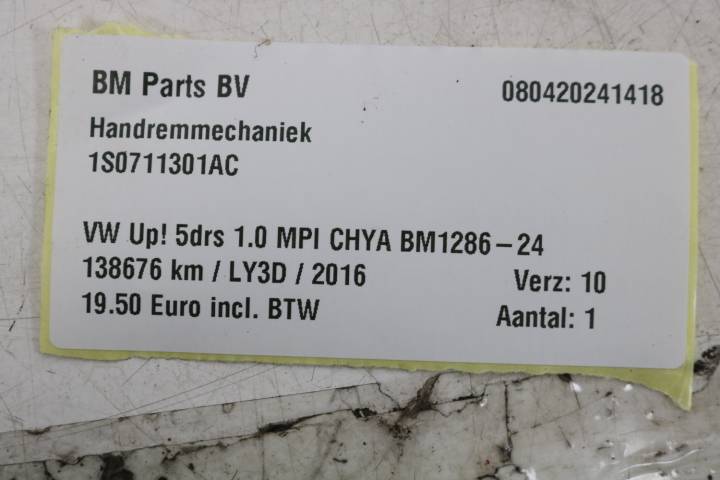 BM Parts BV 080420241418
Handremmechaniek
1S0711301AC
VW Up! 5drs 1.0 MPI CHYA BM1286-24
138676 km / LY3D / 2016 Verz: 10
19.50 Euro incl. BTW Aantal: 1